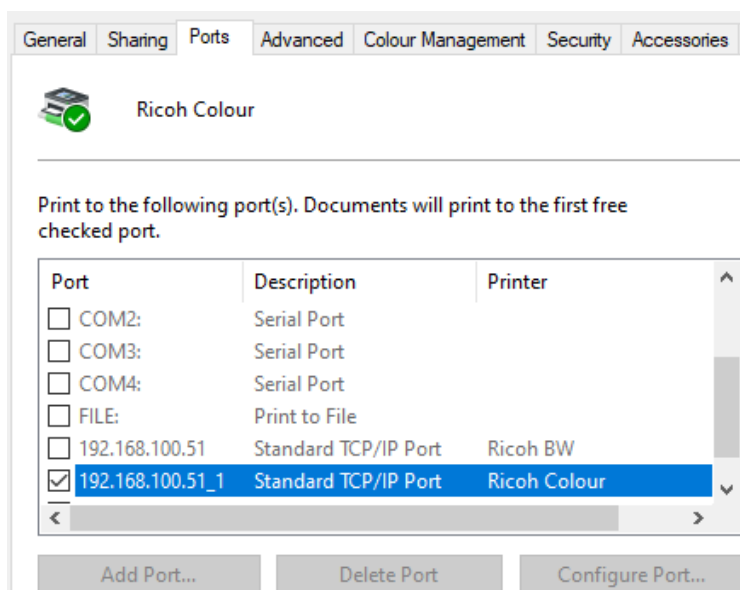 General Sharing Ports Advanced Colour Management Security Accessories
Ricoh Colour
Print to the following port(s). Documents will print to the first free
checked port.
Port Description Printer
COM2: Serial Port
COM3: Serial Port
COM4: Serial Port
FILE: Print to File
192.168.100.51 Standard TCP/IP Port Ricoh BW
192.168.100.51_1 Standard TCP/IP Port Ricoh Colour
Add Port... Delete Port Configure Port...